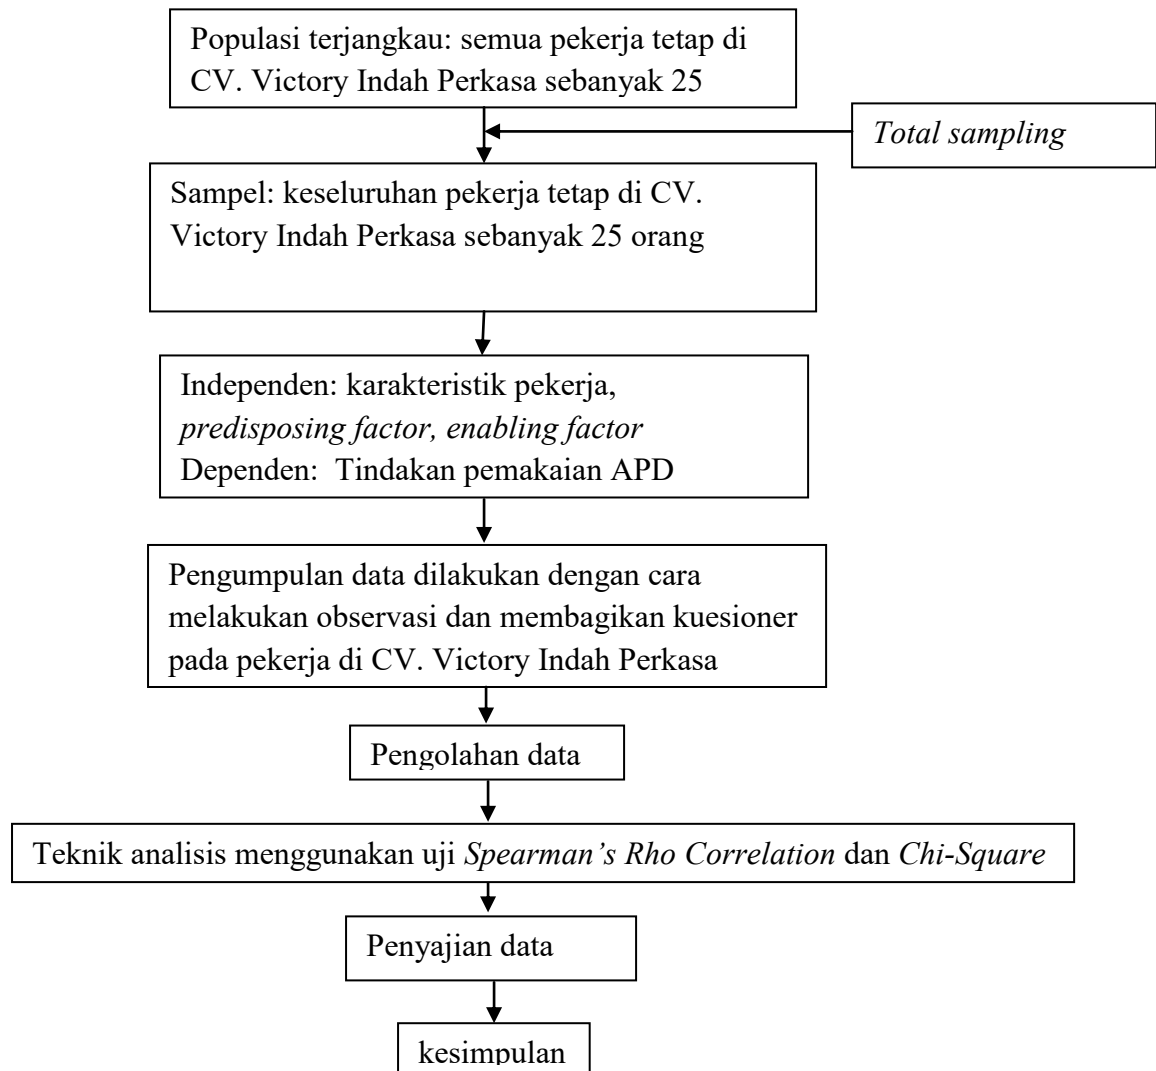 Populasi terjangkau: semua pekerja tetap di
CV. Victory Indah Perkasa sebanyak 25
Total sampling
Sampel: keseluruhan pekerja tetap di CV.
Victory Indah Perkasa sebanyak 25 orang
Independen: karakteristik pekerja,
predisposing factor, enabling factor
Dependen:  Tindakan pemakaian APD
Pengumpulan data dilakukan dengan cara
melakukan observasi dan membagikan kuesioner
pada pekerja di CV. Victory Indah Perkasa
Pengolahan data
Teknik analisis menggunakan uji Spearman’s Rho Correlation dan Chi-Square
Penyajian data
kesimpulan